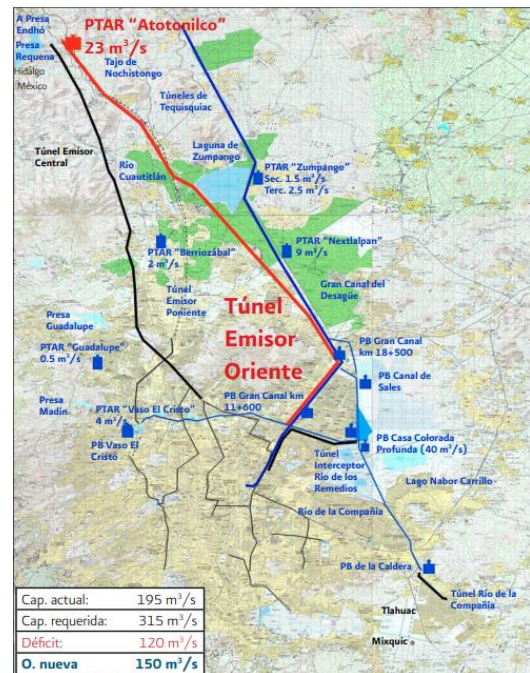 A Presa
Endhó
PTAR "Atotonilco"
23 m³/s
Presa
Requena
Hidálgo
México
Tajo de
Nochistongo
Túneles de
Tequisquiac
Túnel Emisor
Central
Laguna de
Zumpango
Río
Cuautitlán
PTAR "Zumpango"
Sec. 1.5 m³/s
Terc. 2.5 m³/s
PTAR "Berriozábal"
2 m³/s
PTAR "Nextlalpan"
9 m³/s
Túnel
Emisor
Poniente
Gran Canal del
Desagüe
Túnel
Emisor
Oriente
Presa
Guadalupe
PTAR "Guadalupe"
0.5 m³/s
PB Gran Canal
km 18+500
PB Canal de
Sales
Presa
Madín
PB Gran Canal km
11+600
PTAR "Vaso El Cristo"
4 m³/s
PB Vaso El
Cristo
PB Casa Colorada
Profunda (40 m³/s)
Túnel
Interceptor
Río de los
Remedios
Lago Nabor Carrillo
Río de la Compañía
PB de la Caldera
Túnel Río de la
Compañía
Tlahuac
Mixquic
Cap. actual: 195 m³/s
Cap. requerida: 315 m³/s
Déficit: 120 m³/s
O. nueva 150 m³/s